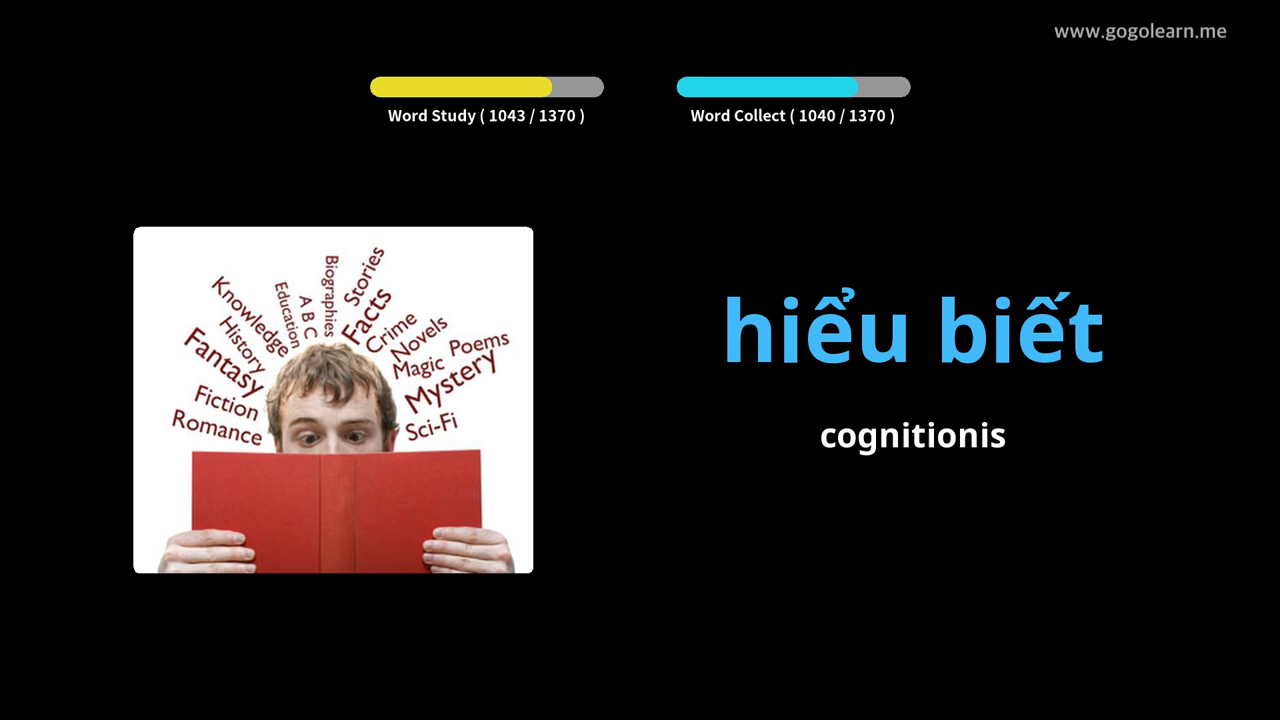 www.gogolearn.me
Word Study ( 1043 / 1370 )
Word Collect ( 1040 / 1370 )
Knowledge
History
Fantasy
Fiction
Romance
Education
A B C
Biographies
Stories
Facts
Crime
Novels
Magic
Poems
Mystery
Sci-Fi
hiểu biết
cognitionis